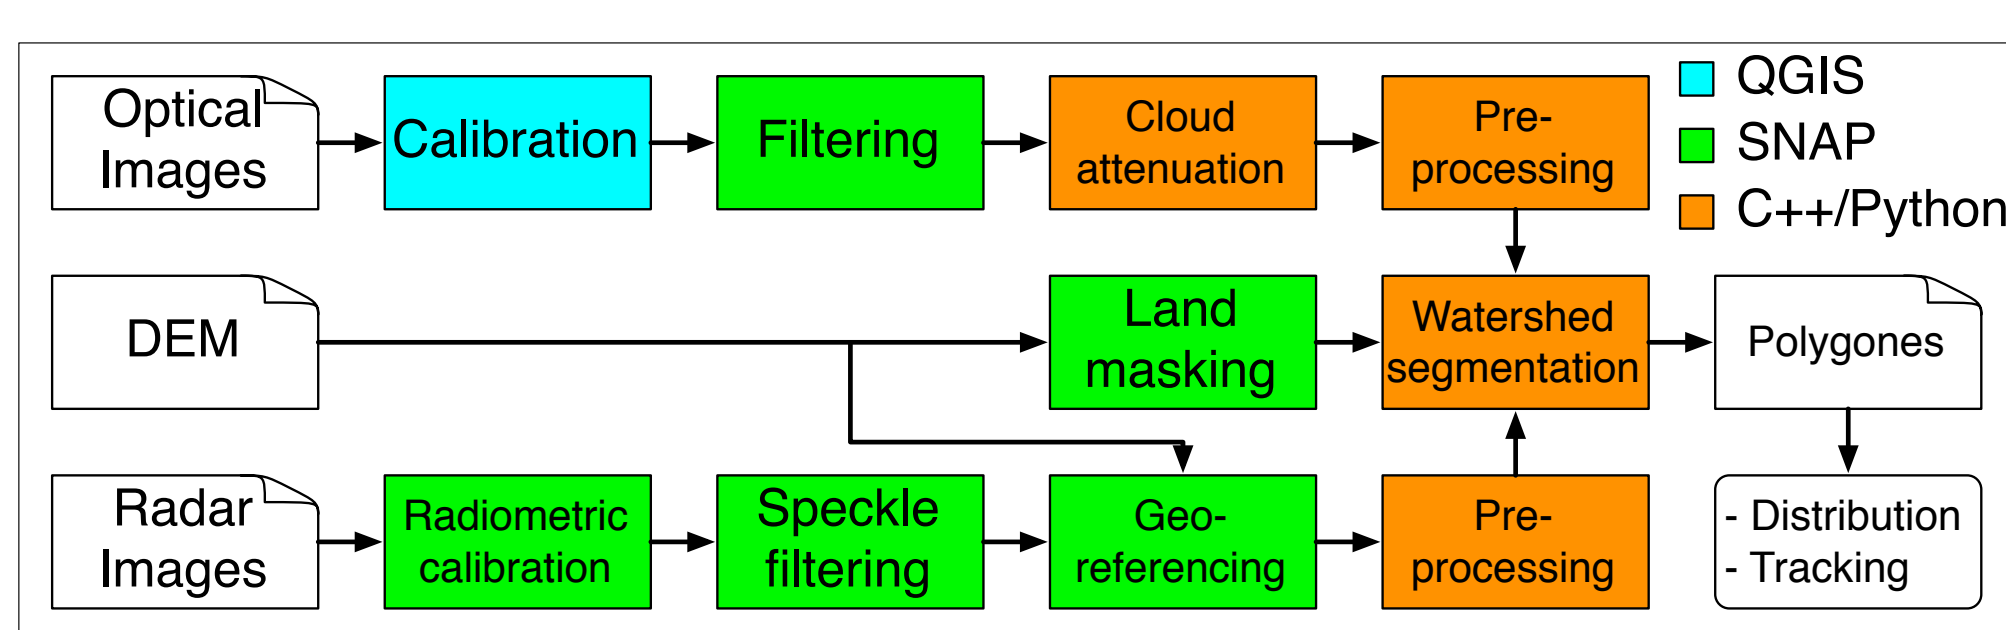 Optical
Images
Calibration
Filtering
Cloud
attenuation
Pre-
processing
QGIS
SNAP
C++/Python
DEM
Land
masking
Watershed
segmentation
Polygones
Radar
Images
Radiometric
calibration
Speckle
filtering
Geo-
referencing
Pre-
processing
- Distribution
- Tracking